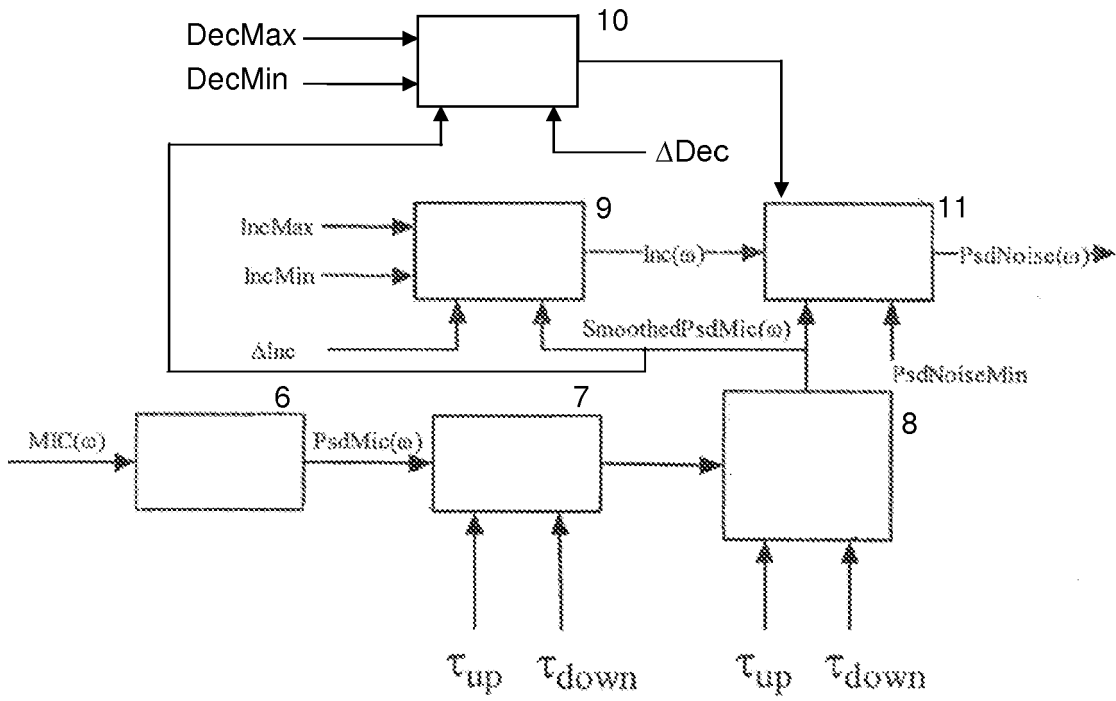 10
DecMax
DecMin
ΔDec
9
11
IncMax
IncMin
Inc(ω)
PsdNoise(ω)
SmoothedPsdMic(ω)
ΔInc
PsdNoiseMin
6
7
8
MIC(ω)
PsdMic(ω)
τup τdown τup τdown